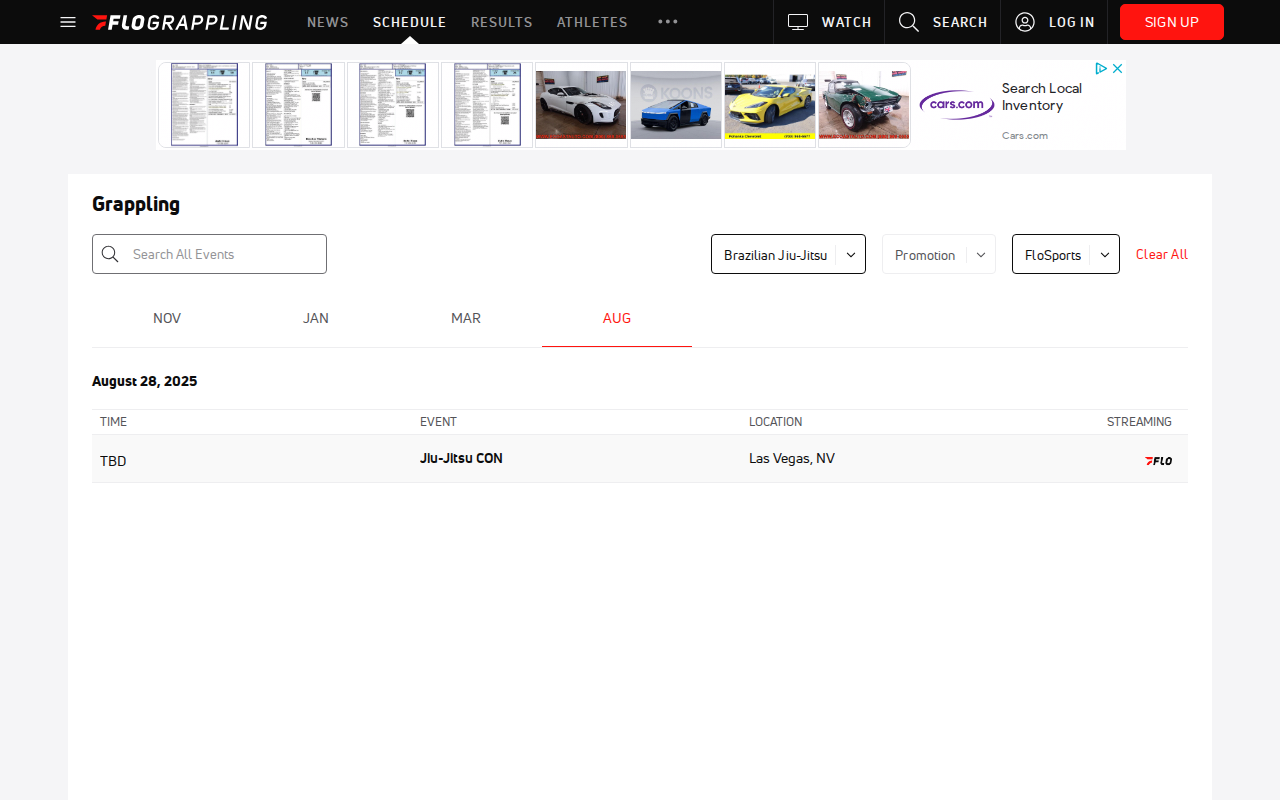 FLOGRAPPLING
NEWS
SCHEDULE
RESULTS
ATHLETES
WATCH
SEARCH
LOG IN
SIGN UP
KOONS
cars.com
Search Local
Inventory
Cars.com
Grappling
Search All Events
Brazilian Jiu-Jitsu
Promotion
FloSports
Clear All
NOV
JAN
MAR
AUG
August 28, 2025
TIME
EVENT
LOCATION
STREAMING
TBD
Jiu-Jitsu CON
Las Vegas, NV
FLO